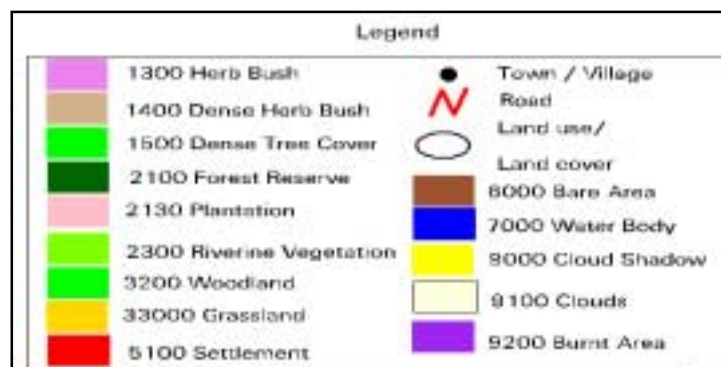 Legend
1300 Herb Bush
1400 Dense Herb Bush
1500 Dense Tree Cover
2100 Forest Reserve
2130 Plantation
2300 Riverine Vegetation
3200 Woodland
33000 Grassland
5100 Settlement
Town / Village
Road
Land use/
Land cover
6000 Bare Area
7000 Water Body
9000 Cloud Shadow
9100 Clouds
9200 Burnt Area